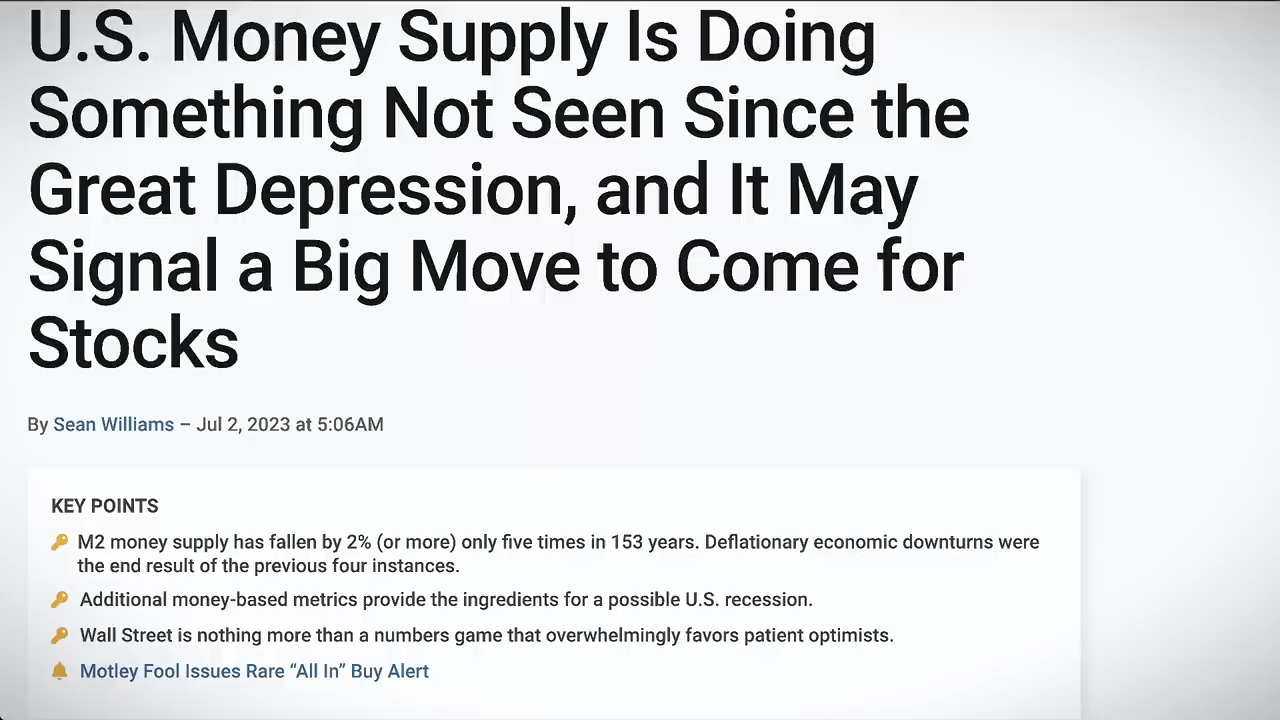 U.S. Money Supply Is Doing
Something Not Seen Since the
Great Depression, and It May
Signal a Big Move to Come for
Stocks
By Sean Williams – Jul 2, 2023 at 5:06AM
KEY POINTS
M2 money supply has fallen by 2% (or more) only five times in 153 years. Deflationary economic downturns were
the end result of the previous four instances.
Additional money-based metrics provide the ingredients for a possible U.S. recession.
Wall Street is nothing more than a numbers game that overwhelmingly favors patient optimists.
Motley Fool Issues Rare “All In” Buy Alert